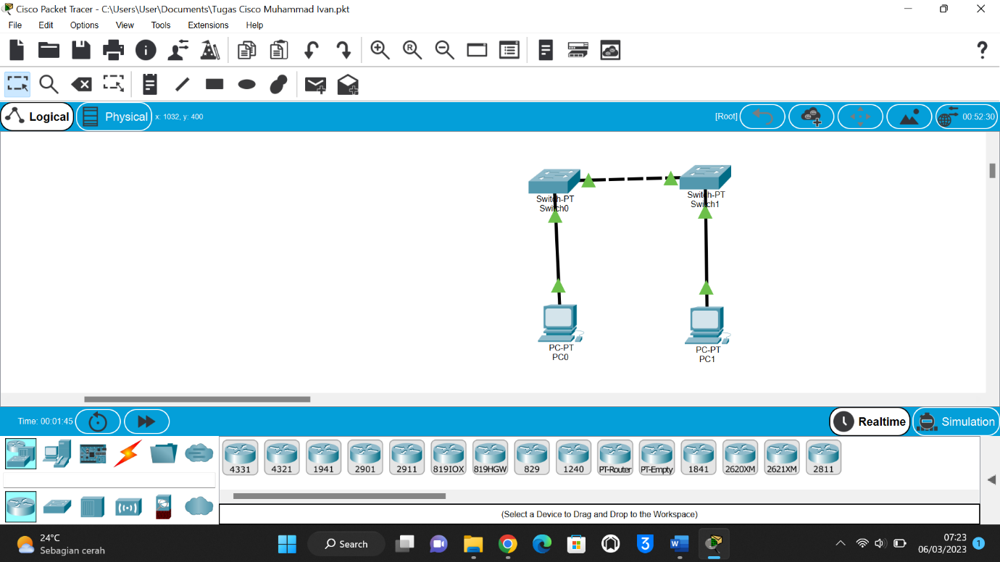 Cisco Packet Tracer - C:\Users\User\Documents\Tugas Cisco Muhammad Ivan.pkt
File Edit Options View Tools Extensions Help
R
?
Logical Physical x: 1032, y: 400 [Root] 00:52:30
Switch-PT
Switch0
Switch-PT
Switch1
PC-PT
PC0
PC-PT
PC1
Time: 00:01:45 Realtime Simulation
4331 4321 1941 2901 2911 819IOX 819HGW 829 1240 PT-Router PT-Empty 1841 2620XM 2621XM 2811
(Select a Device to Drag and Drop to the Workspace)
24°C
Sebagian cerah
Search
07:23
06/03/2023
1